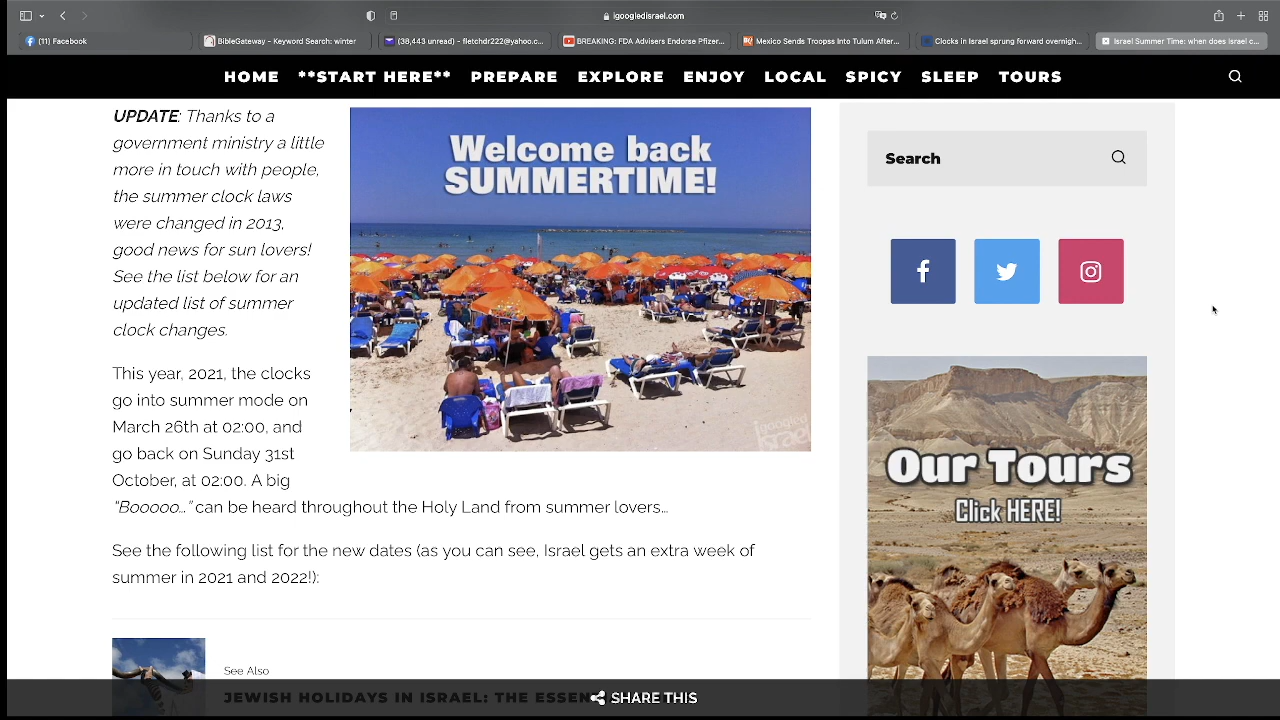 igoogledisrael.com
(11) Facebook
BibleGateway - Keyword Search: winter
(38,443 unread) - fletchdr222@yahoo.c...
BREAKING: FDA Advisers Endorse Pfizer...
Mexico Sends Troopss Into Tulum After...
Clocks in Israel sprung forward overnigh...
Israel Summer Time: when does Israel c...
HOME **START HERE** PREPARE EXPLORE ENJOY LOCAL SPICY SLEEP TOURS
UPDATE: Thanks to a
government ministry a little
more in touch with people,
the summer clock laws
were changed in 2013,
good news for sun lovers!
See the list below for an
updated list of summer
clock changes.
This year, 2021, the clocks
go into summer mode on
March 26th at 02:00, and
go back on Sunday 31st
October, at 02:00. A big
"Booooo..." can be heard throughout the Holy Land from summer lovers...
See the following list for the new dates (as you can see, Israel gets an extra week of
summer in 2021 and 2022!):
Welcome back
SUMMERTIME!
igoogled
israel
See Also
JEWISH HOLIDAYS IN ISRAEL: THE ESSEN
SHARE THIS
Search
Our Tours
Click HERE!